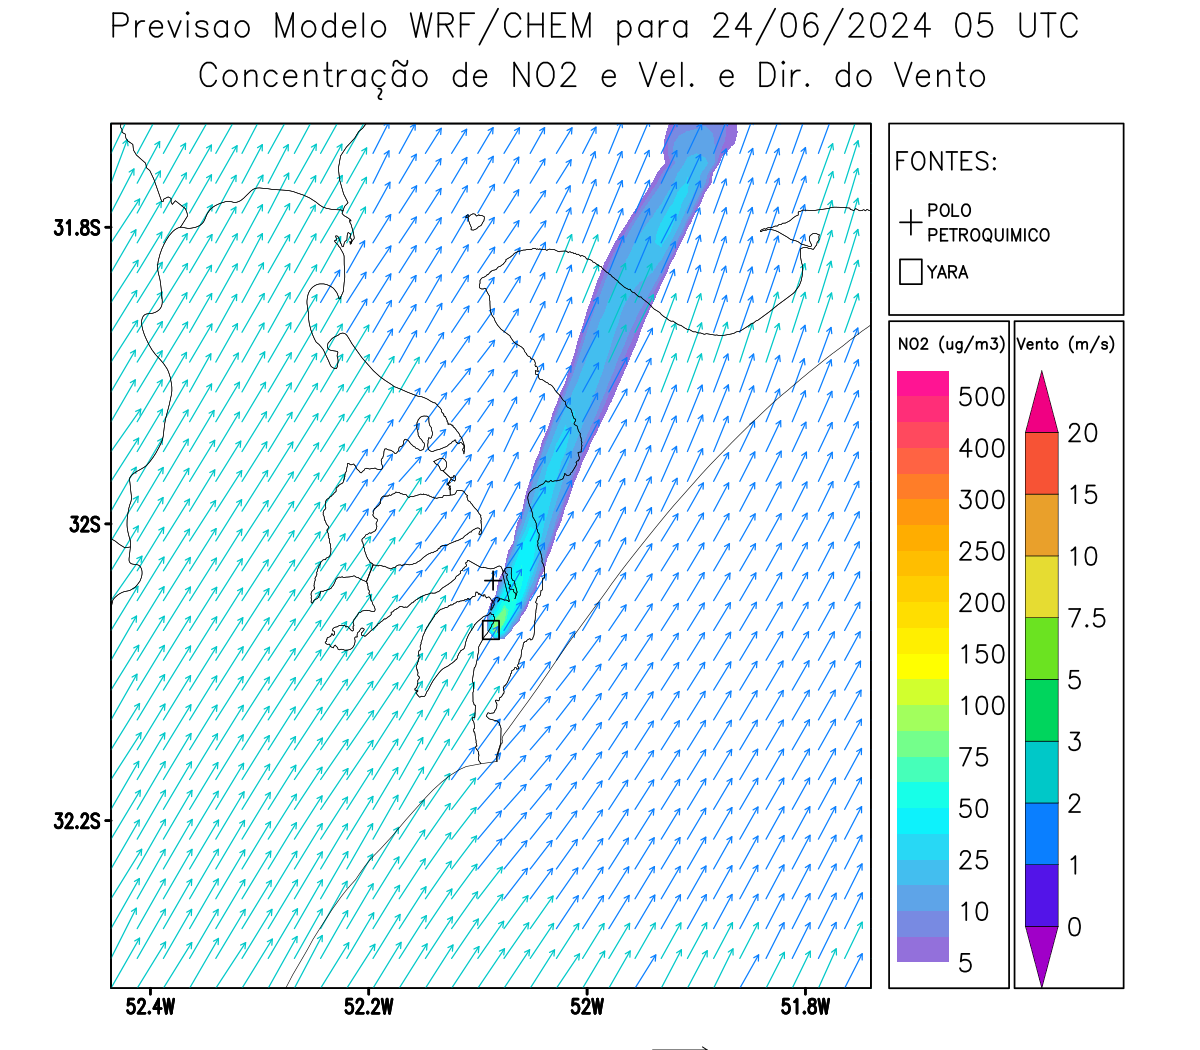 Previsao Modelo WRF/CHEM para 24/06/2024 05 UTC
Concentração de NO2 e Vel. e Dir. do Vento
FONTES:
POLO
PETROQUIMICO
YARA
NO2 (ug/m3)
500
400
300
250
200
150
100
75
50
25
10
5
Vento (m/s)
20
15
10
7.5
5
3
2
1
0
31.8S
32S
32.2S
52.4W
52.2W
52W
51.8W